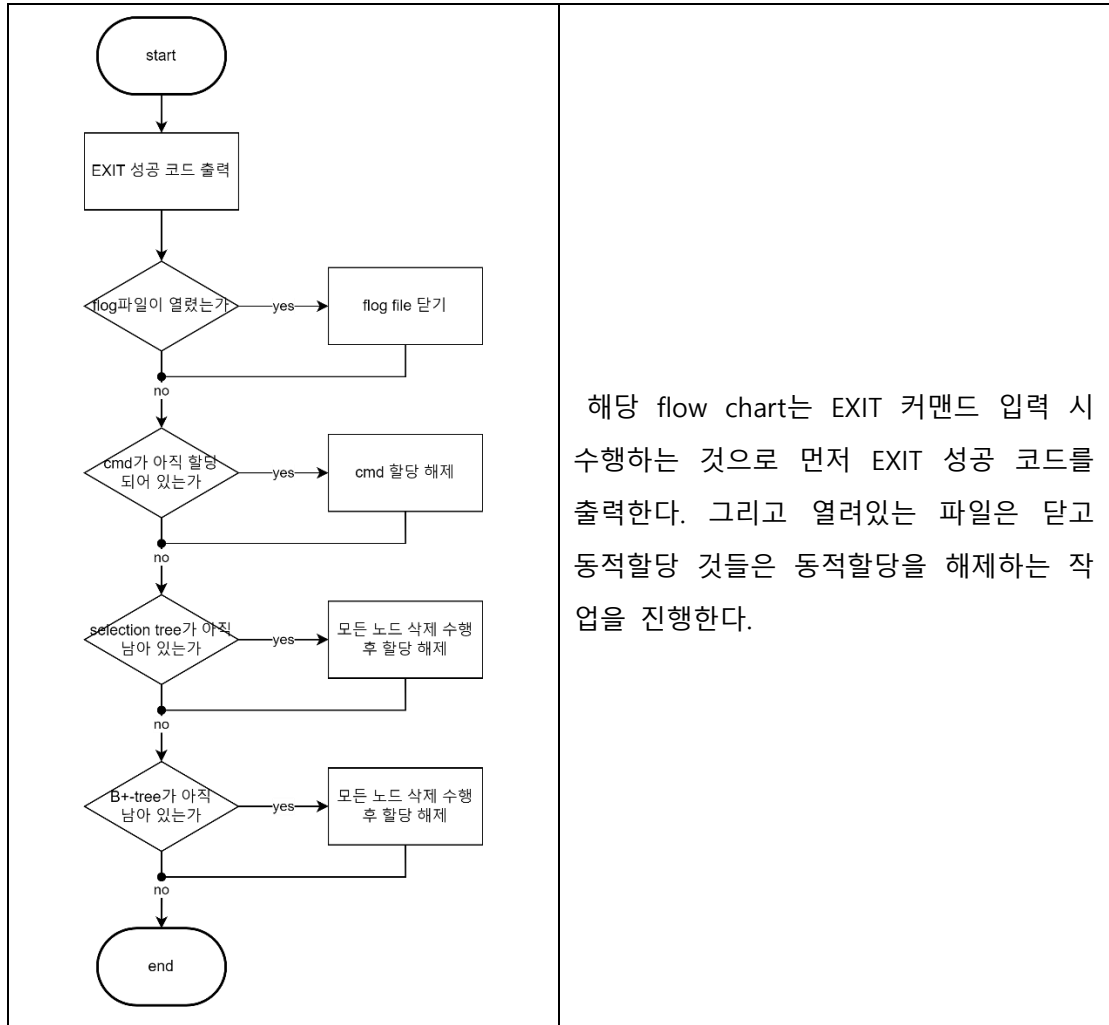 start
EXIT 성공 코드 출력
flog파일이 열렸는가
yes
flog file 닫기
no
cmd가 아직 할당
되어 있는가
yes
cmd 할당 해제
no
selection tree가 아직
남아 있는가
yes
모든 노드 삭제 수행
후 할당 해제
no
B+-tree가 아직
남아 있는가
yes
모든 노드 삭제 수행
후 할당 해제
no
end
해당 flow chart는 EXIT 커맨드 입력 시
수행하는 것으로 먼저 EXIT 성공 코드를
출력한다. 그리고 열려있는 파일은 닫고
동적할당 것들은 동적할당을 해제하는 작
업을 진행한다.